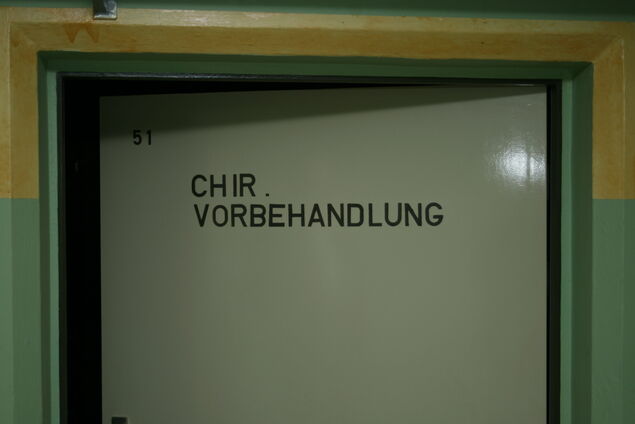 51
CHIR.
VORBEHANDLUNG